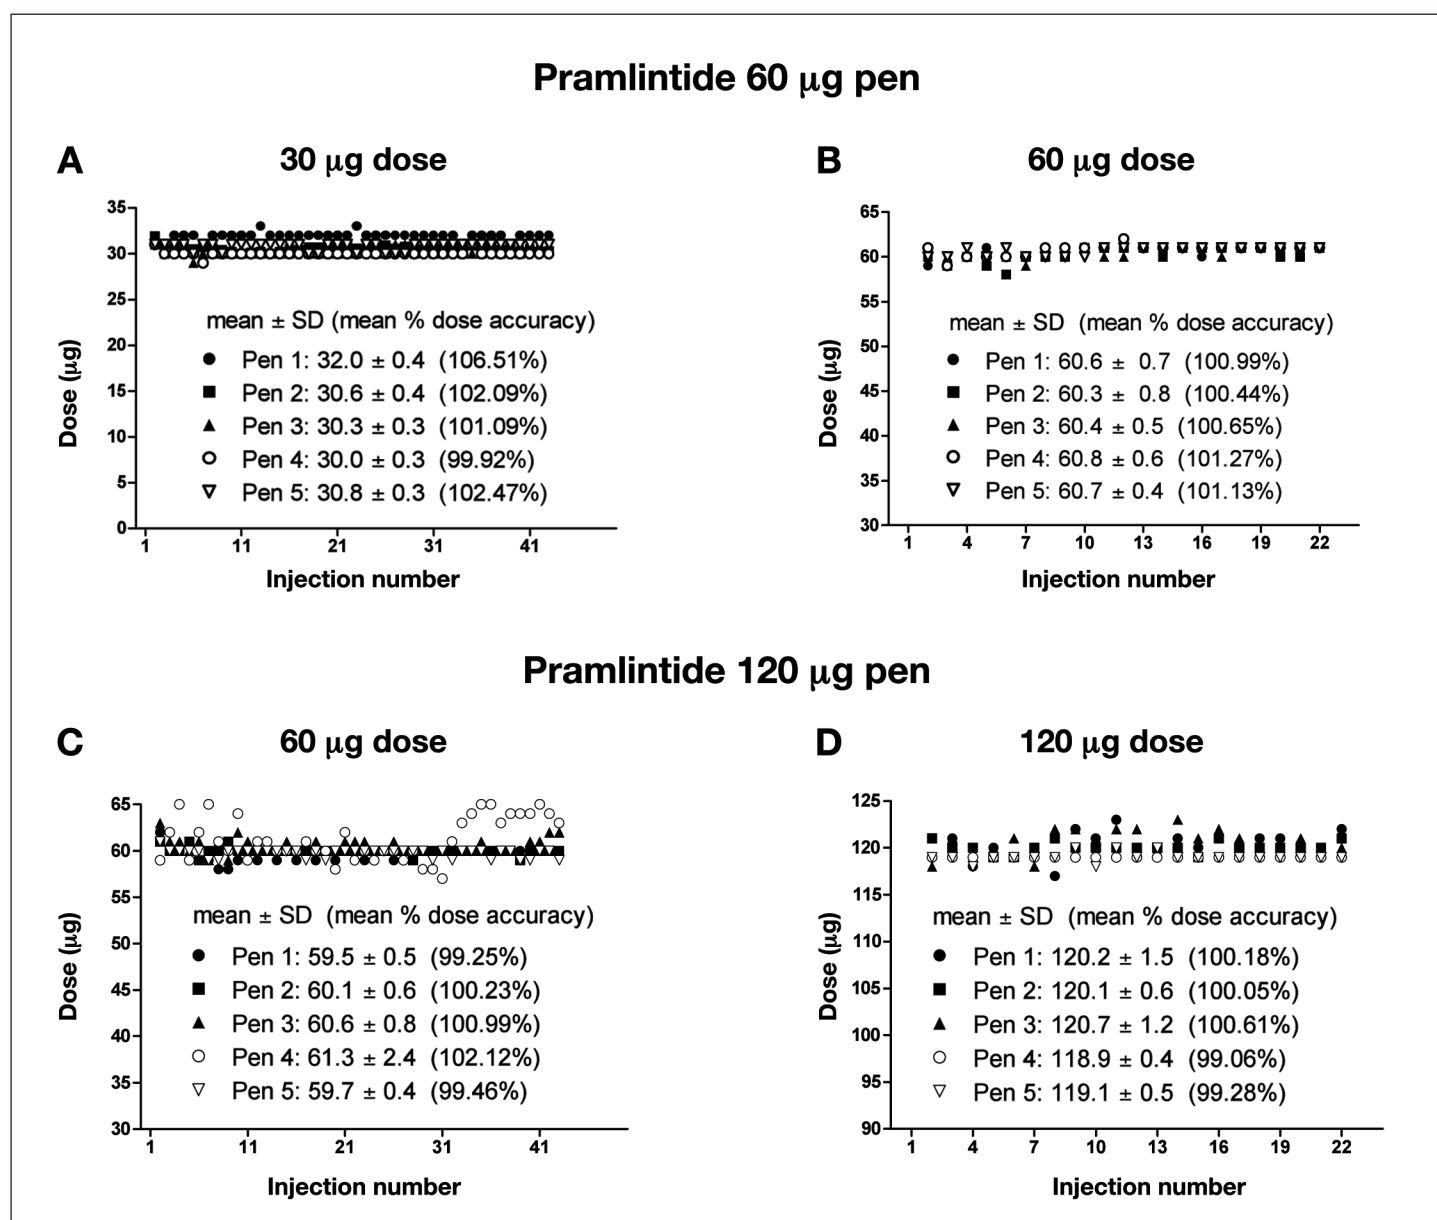 Pramlintide 60 μg pen
A
30 μg dose
35
30
25
20
15
10
5
0
Dose (μg)
mean ± SD (mean % dose accuracy)
Pen 1: 32.0 ± 0.4 (106.51%)
Pen 2: 30.6 ± 0.4 (102.09%)
Pen 3: 30.3 ± 0.3 (101.09%)
Pen 4: 30.0 ± 0.3 (99.92%)
Pen 5: 30.8 ± 0.3 (102.47%)
1 11 21 31 41
Injection number
B
60 μg dose
65
60
55
50
45
40
35
30
Dose (μg)
mean ± SD (mean % dose accuracy)
Pen 1: 60.6 ± 0.7 (100.99%)
Pen 2: 60.3 ± 0.8 (100.44%)
Pen 3: 60.4 ± 0.5 (100.65%)
Pen 4: 60.8 ± 0.6 (101.27%)
Pen 5: 60.7 ± 0.4 (101.13%)
1 4 7 10 13 16 19 22
Injection number
Pramlintide 120 μg pen
C
60 μg dose
65
60
55
50
45
40
35
30
Dose (μg)
mean ± SD (mean % dose accuracy)
Pen 1: 59.5 ± 0.5 (99.25%)
Pen 2: 60.1 ± 0.6 (100.23%)
Pen 3: 60.6 ± 0.8 (100.99%)
Pen 4: 61.3 ± 2.4 (102.12%)
Pen 5: 59.7 ± 0.4 (99.46%)
1 11 21 31 41
Injection number
D
120 μg dose
125
120
115
110
105
100
95
90
Dose (μg)
mean ± SD (mean % dose accuracy)
Pen 1: 120.2 ± 1.5 (100.18%)
Pen 2: 120.1 ± 0.6 (100.05%)
Pen 3: 120.7 ± 1.2 (100.61%)
Pen 4: 118.9 ± 0.4 (99.06%)
Pen 5: 119.1 ± 0.5 (99.28%)
1 4 7 10 13 16 19 22
Injection number